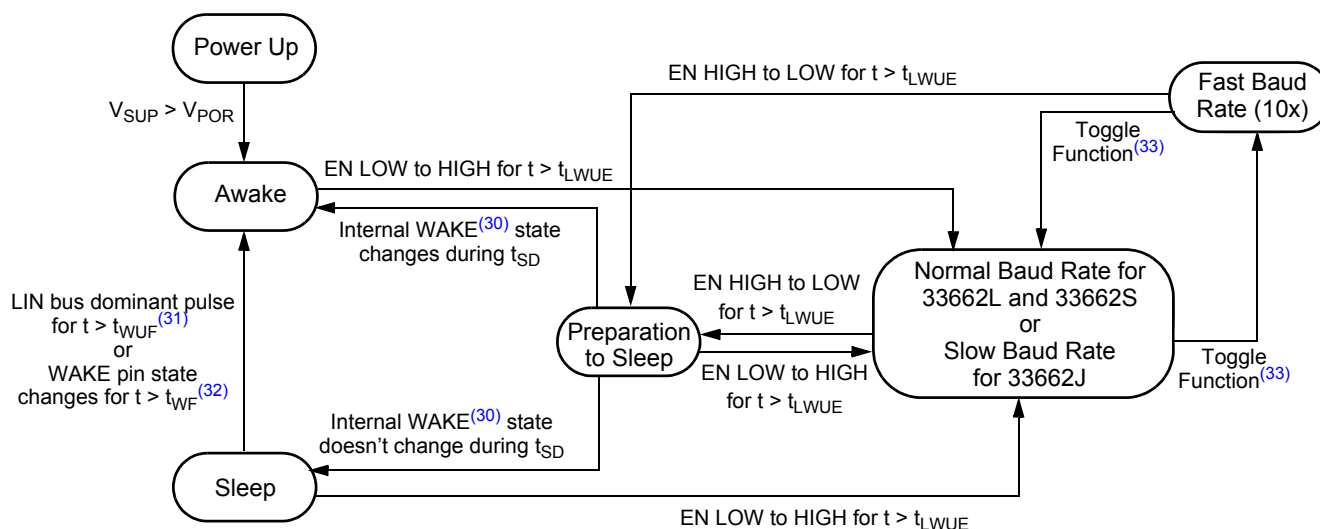 Power Up
V_SUP > V_POR
Awake
EN LOW to HIGH for t > t_LWUE
EN HIGH to LOW for t > t_LWUE
Fast Baud
Rate (10x)
Toggle
Function(33)
Internal WAKE(30) state
changes during t_SD
LIN bus dominant pulse
for t > t_WUF(31)
or
WAKE pin state
changes for t > t_WF(32)
Preparation
to Sleep
EN HIGH to LOW
for t > t_LWUE
EN LOW to HIGH
for t > t_LWUE
Normal Baud Rate for
33662L and 33662S
or
Slow Baud Rate
for 33662J
Toggle
Function(33)
Internal WAKE(30) state
doesn’t change during t_SD
Sleep
EN LOW to HIGH for t > t_LWUE